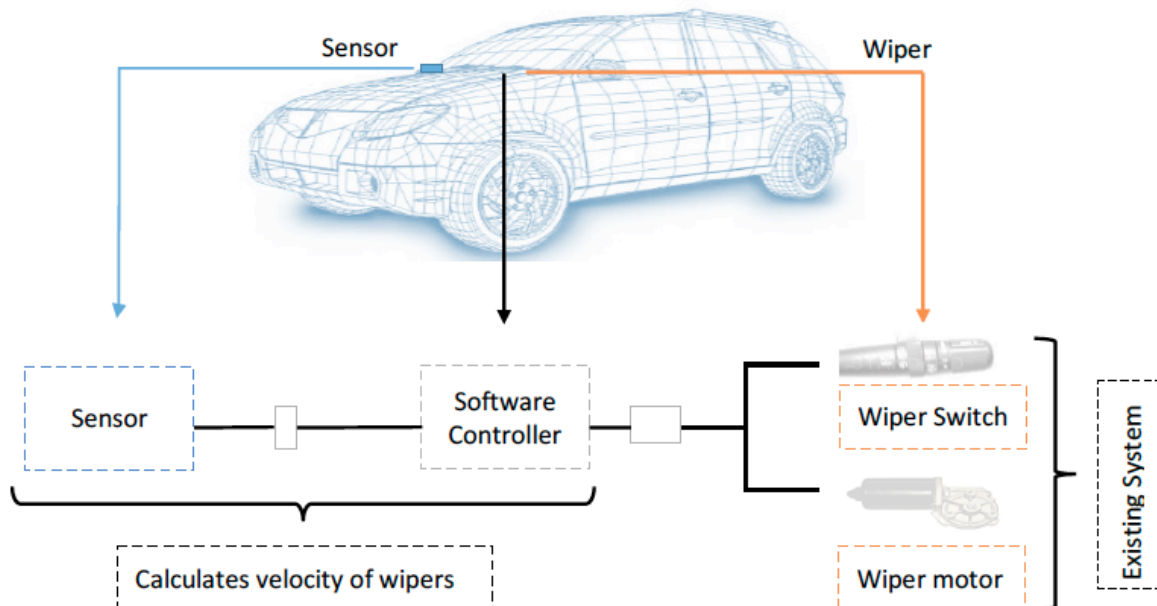 Sensor
Wiper
Sensor
Software
Controller
Wiper Switch
Existing System
Calculates velocity of wipers
Wiper motor